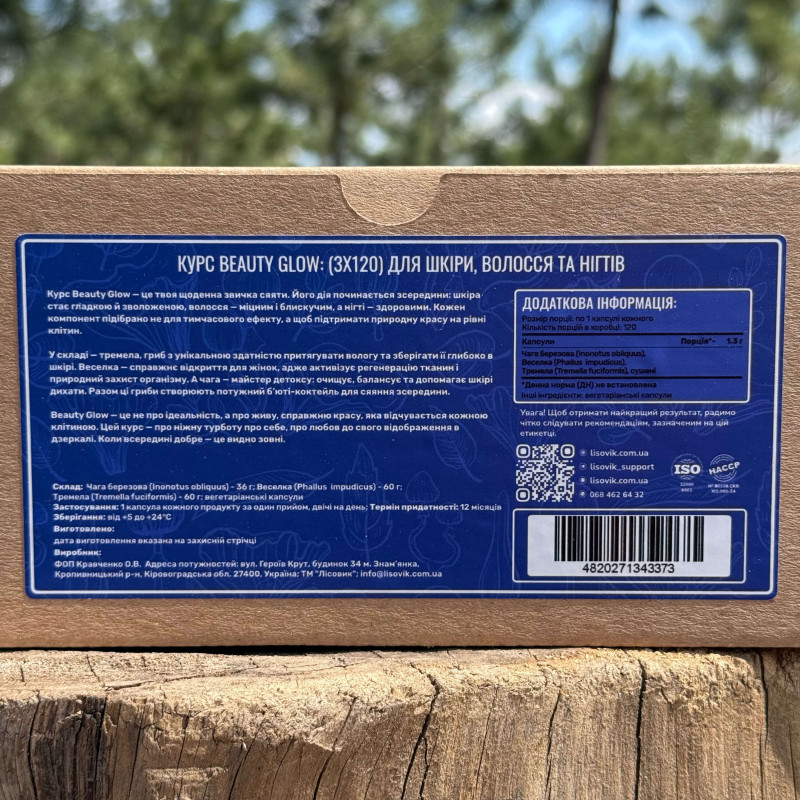 КУРС BEAUTY GLOW: (3X120) ДЛЯ ШКІРИ, ВОЛОССЯ ТА НІГТІВ
Курс Beauty Glow — це твоя щоденна звичка сяяти. Його дія починається зсередини: шкіра
стає гладкою й зволоженою, волосся — міцним і блискучим, а нігті — здоровими. Кожен
компонент підібрано не для тимчасового ефекту, а щоб підтримати природну красу на рівні
клітин.
У складі — тремела, гриб з унікальною здатністю притягувати вологу та зберігати її глибоко в
шкірі. Веселка — справжнє відкриття для жінок, адже активізує регенерацію тканин і
природний захист організму. А чага — майстер детоксу: очищує, балансує та допомагає шкірі
дихати. Разом ці гриби створюють потужний б'юті-коктейль для сяяння зсередини.
Beauty Glow — це не про ідеальність, а про живу, справжню красу, яка відчувається кожною
клітиною. Цей курс — про ніжну турботу про себе, про любов до свого відображення в
дзеркалі. Коли всередині добре — це видно зовні.
Склад: Чага березова (Inonotus obliquus) - 36 г; Веселка (Phallus impudicus) - 60 г;
Тремела (Tremella fuciformis) - 60 г; вегетаріанські капсули
Застосування: 1 капсула кожного продукту за один прийом, двічі на день; Термін придатності: 12 місяців
Зберігання: від +5 до +24°C
Виготовлено:
дата виготовлення вказана на захисній стрічці
Виробник:
ФОП Кравченко О.В. Адреса потужностей: вул. Героїв Крут, будинок 34 м. Знам'янка,
Кропивницький р-н, Кіровоградська обл. 27400, Україна; ТМ "Лісовик"; info@lisovik.com.ua
ДОДАТКОВА ІНФОРМАЦІЯ:
Розмір порції: по 1 капсулі кожного
Кількість порцій в коробці: 120
Капсули Порція*- 1.3 г
Чага березова (Inonotus obliquus),
Веселка (Phallus impudicus),
Тремела (Tremella fuciformis), сушені
*Денна норма (ДН) не встановлена
Інші інгредієнти: вегетаріанські капсули
Увага! Щоб отримати найкращий результат, радимо
чітко слідувати рекомендаціям, зазначеним на цій
етикетці.
lisovik.com.ua
lisovik_support
lisovik.com.ua
068 462 64 32
ISO
HACCP
4820271343373